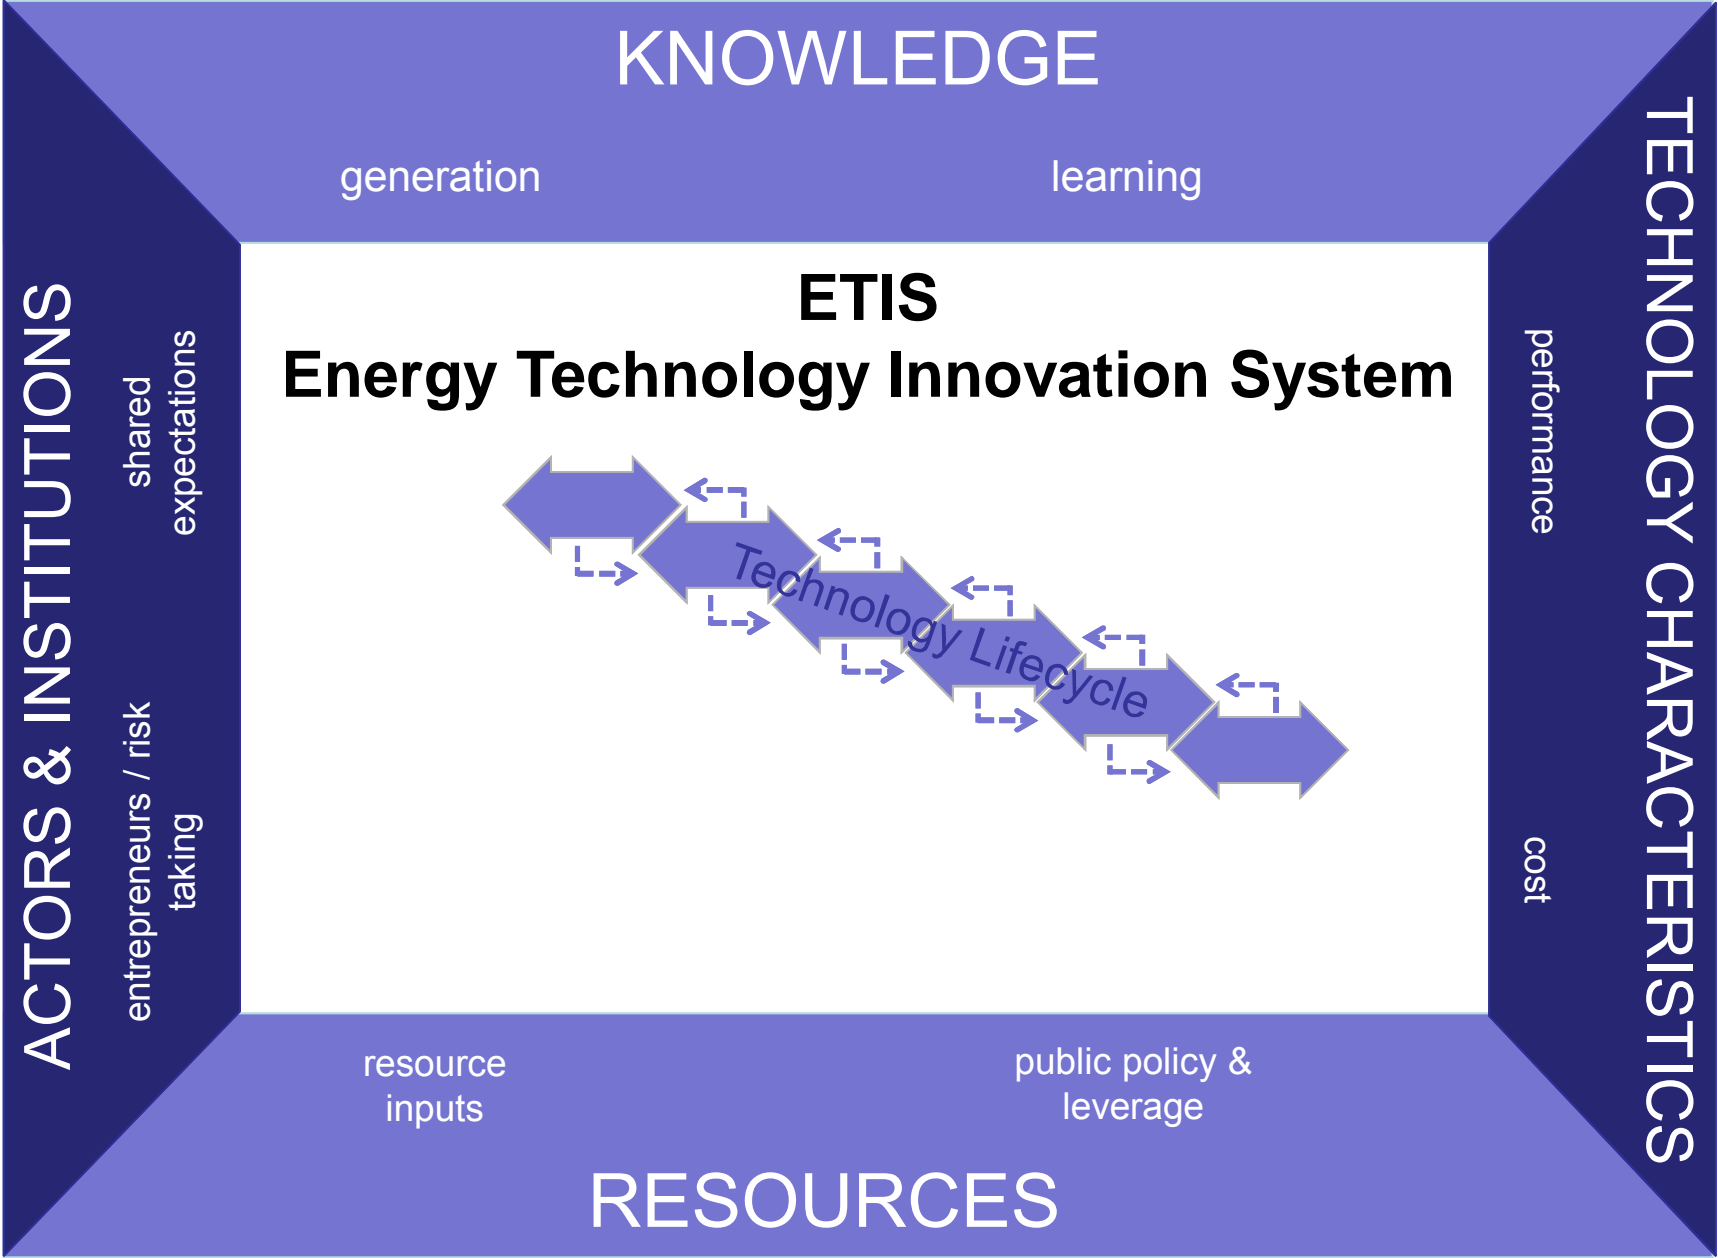 KNOWLEDGE
generation
learning
ACTORS & INSTITUTIONS
shared
expectations
entrepreneurs / risk
taking
ETIS
Energy Technology Innovation System
Technology Lifecycle
TECHNOLOGY CHARACTERISTICS
performance
cost
resource
inputs
public policy &
leverage
RESOURCES